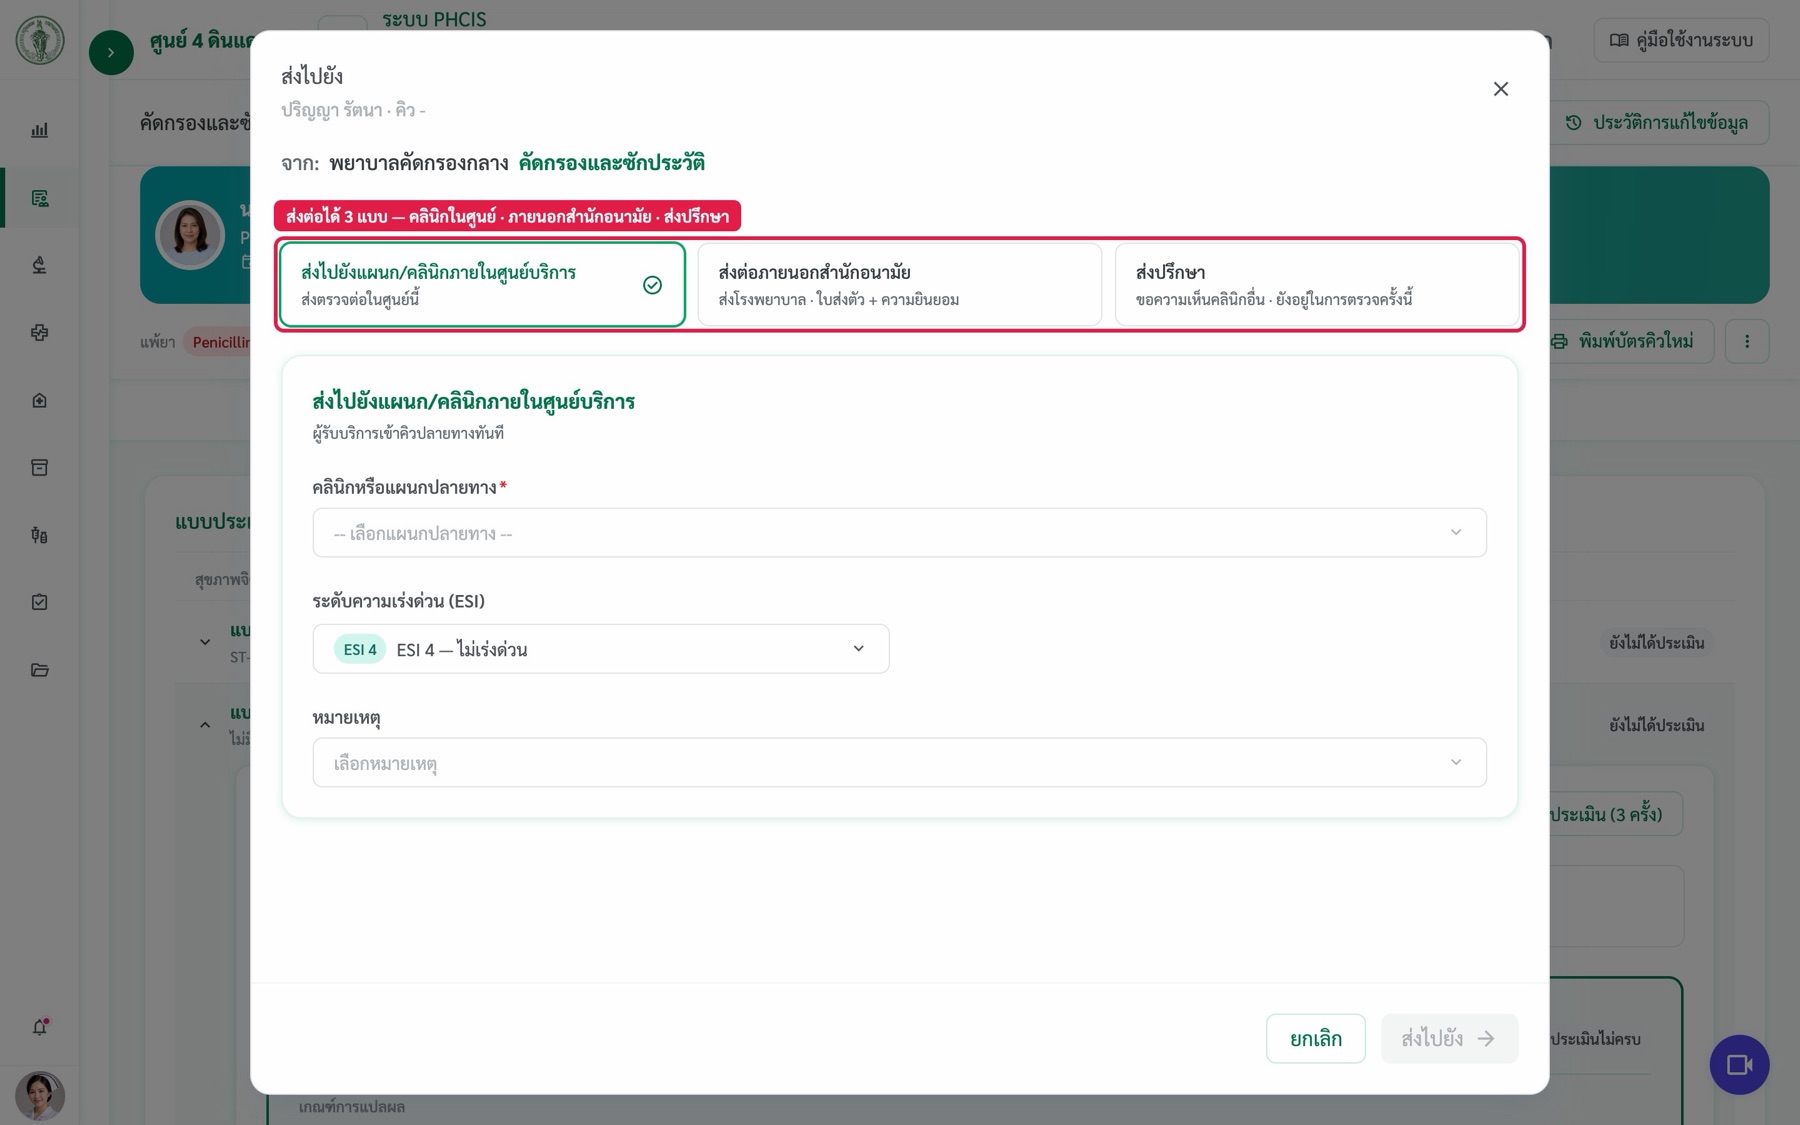 ระบบ PHCIS
ศูนย์ 4 ดินแด
คู่มือใช้งานระบบ
คัดกรองและซั
ประวัติการแก้ไขข้อมูล
ส่งไปยัง
ปริญญา รัตนา · คิว -
จาก: พยาบาลคัดกรองกลาง คัดกรองและซักประวัติ
ส่งต่อได้ 3 แบบ — คลินิกในศูนย์ · ภายนอกสำนักอนามัย · ส่งปรึกษา
ส่งไปยังแผนก/คลินิกภายในศูนย์บริการ
ส่งตรวจต่อในศูนย์นี้
ส่งต่อภายนอกสำนักอนามัย
ส่งโรงพยาบาล · ใบส่งตัว + ความยินยอม
ส่งปรึกษา
ขอความเห็นคลินิกอื่น · ยังอยู่ในการตรวจครั้งนี้
แพ้ยา
Penicillin
พิมพ์บัตรคิวใหม่
ส่งไปยังแผนก/คลินิกภายในศูนย์บริการ
ผู้รับบริการเข้าคิวปลายทางทันที
คลินิกหรือแผนกปลายทาง*
-- เลือกแผนกปลายทาง --
แบบประเ
สุขภาพจิ
ระดับความเร่งด่วน (ESI)
ESI 4 ESI 4 — ไม่เร่งด่วน
แบ
ST-
ยังไม่ได้ประเมิน
หมายเหตุ
เลือกหมายเหตุ
แบ
ไม่มี
ยังไม่ได้ประเมิน
ประเมิน (3 ครั้ง)
ยกเลิก
ส่งไปยัง
ประเมินไม่ครบ
เกณฑ์การแปลผล